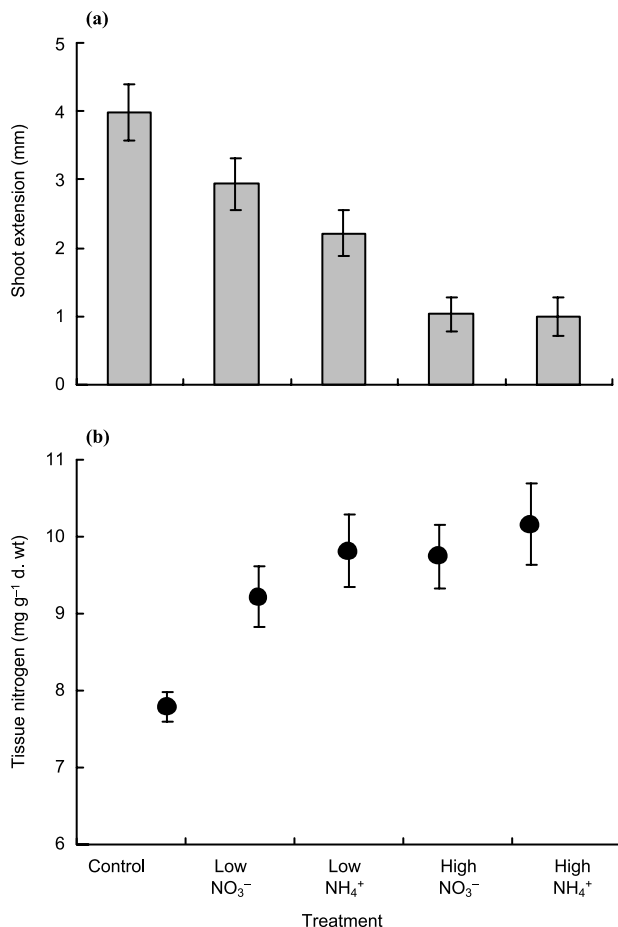 (a)
Shoot extension (mm)
5
4
3
2
1
0
(b)
Tissue nitrogen (mg g⁻¹ d. wt)
11
10
9
8
7
6
Control
Low
NO₃⁻
Low
NH₄⁺
High
NO₃⁻
High
NH₄⁺
Treatment